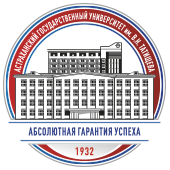 АСТРАХАНСКИЙ ГОСУДАРСТВЕННЫЙ УНИВЕРСИТЕТ им. В.Н. ТАТИЩЕВА
АБСОЛЮТНАЯ ГАРАНТИЯ УСПЕХА
1932